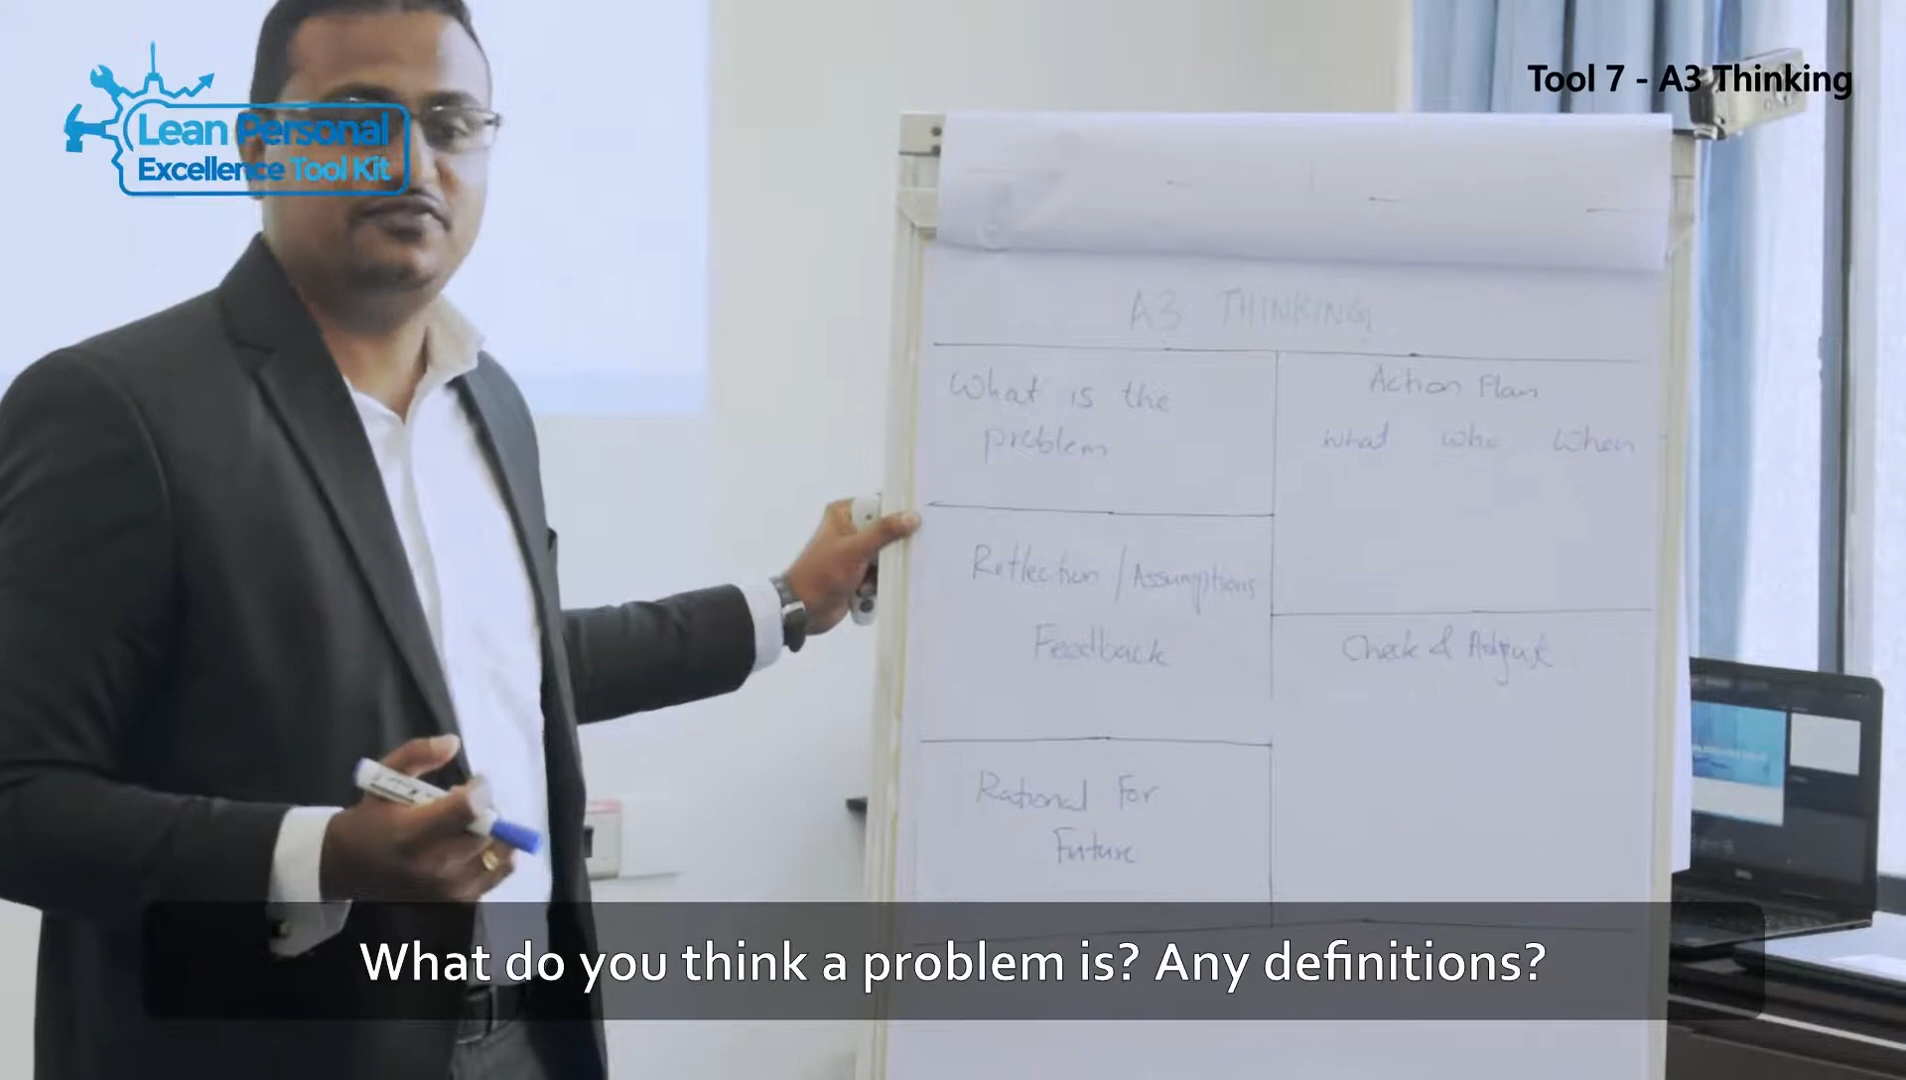 Lean Personal
Excellence Tool Kit
Tool 7 - A3 Thinking
A3 THINKING
What is the
problem
Reflection / Assumptions
Feedback
Rational For
Future
Action Plan
What who When
Check & Adjust
What do you think a problem is? Any definitions?